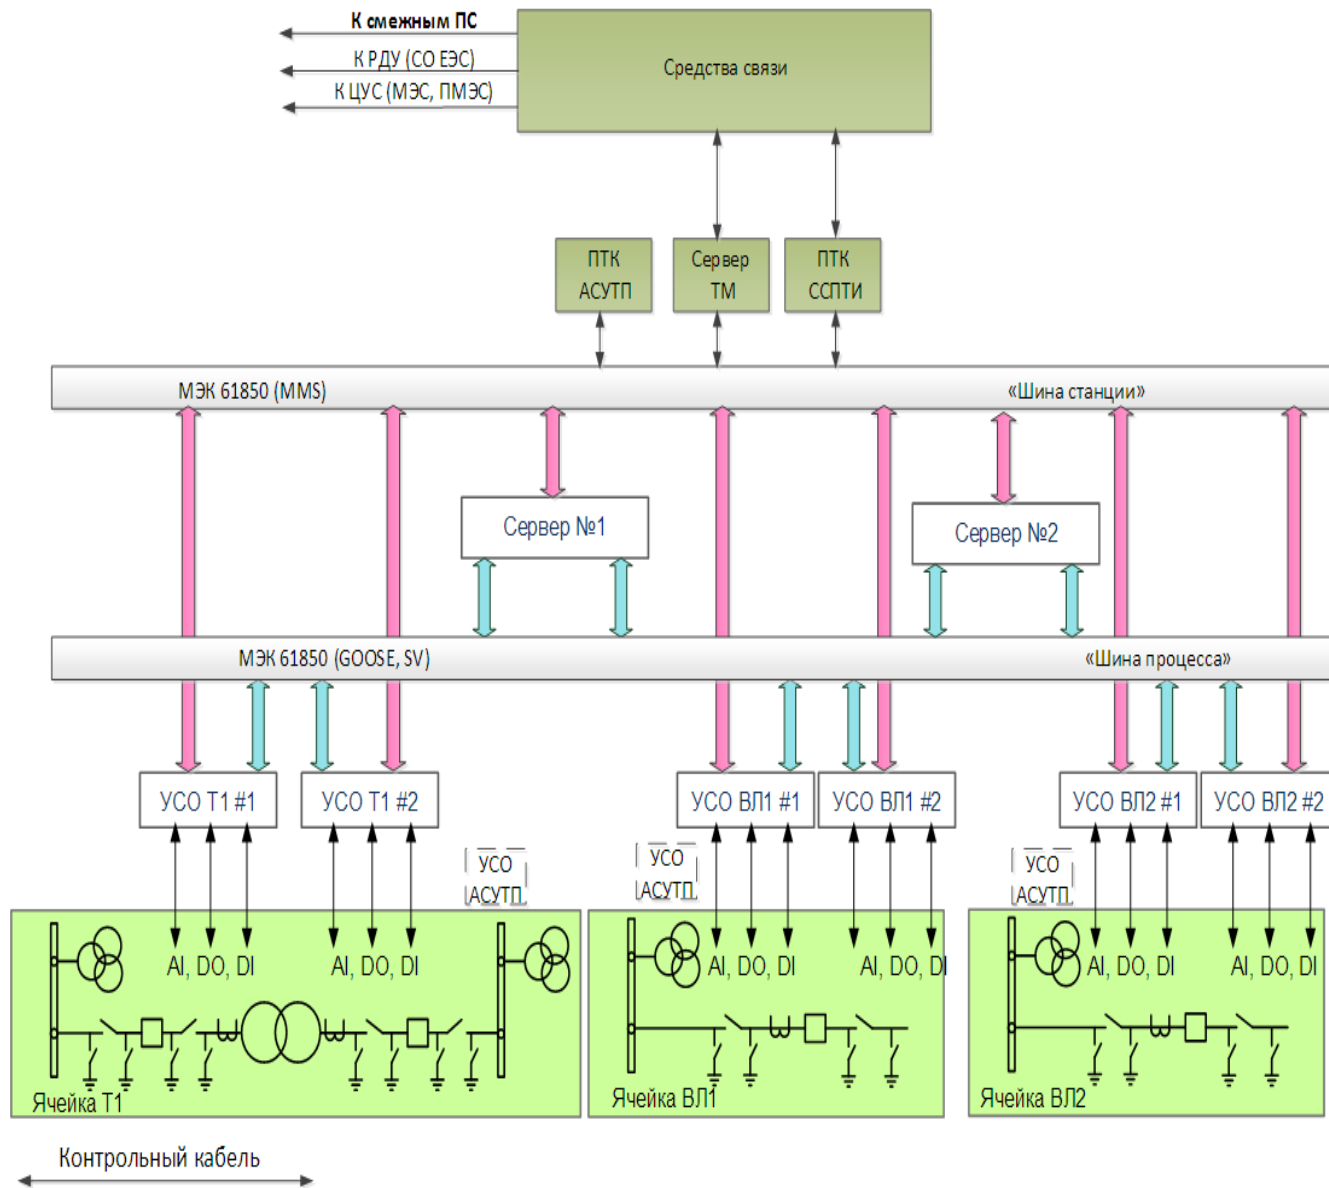 К смежным ПС
К РДУ (СО ЕЭС)
К ЦУС (МЭС, ПМЭС)
Средства связи
ПТК
АСУТП
Сервер
ТМ
ПТК
ССПТИ
МЭК 61850 (MMS)
«Шина станции»
Сервер №1
Сервер №2
МЭК 61850 (GOOSE, SV)
«Шина процесса»
УСО Т1 #1
УСО Т1 #2
УСО ВЛ1 #1
УСО ВЛ1 #2
УСО ВЛ2 #1
УСО ВЛ2 #2
УСО
АСУТП
УСО
АСУТП
УСО
АСУТП
AI, DO, DI
AI, DO, DI
AI, DO, DI
AI, DO, DI
AI, DO, DI
AI, DO, DI
Ячейка Т1
Ячейка ВЛ1
Ячейка ВЛ2
Контрольный кабель